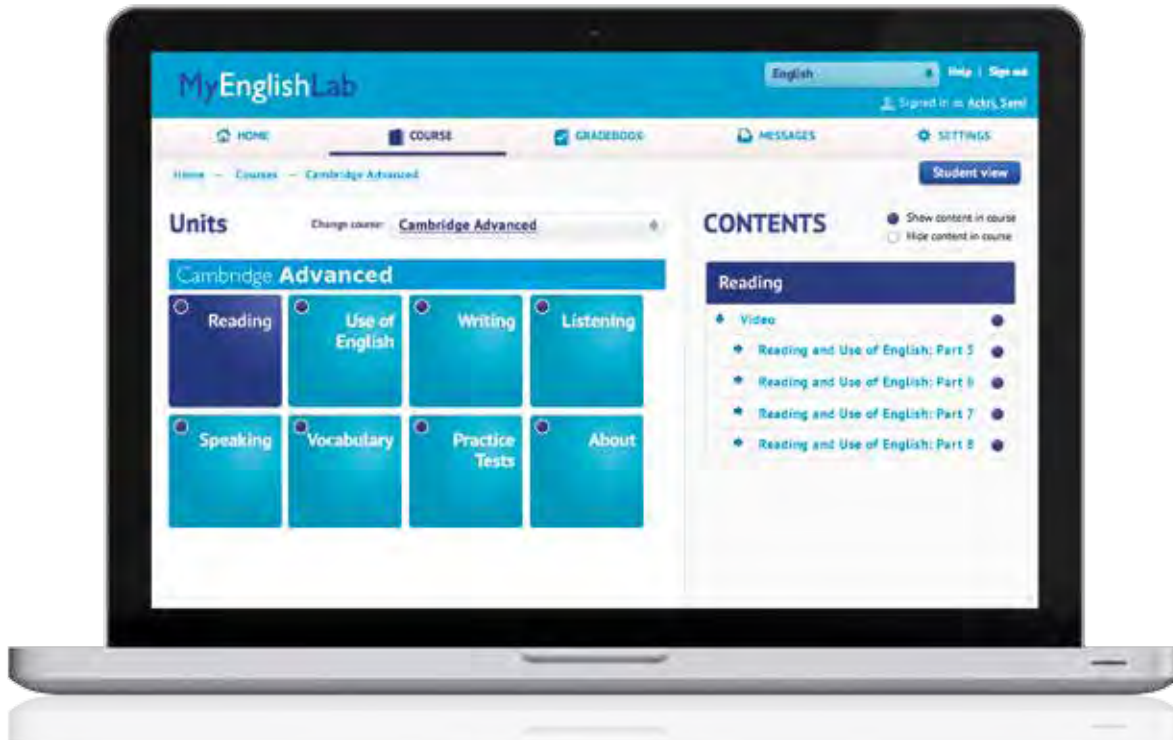 MyEnglishLab
English
Help | Sign out
Signed in as Sami
HOME
COURSE
GRADEBOOK
MESSAGES
SETTINGS
Home – Courses – Cambridge Advanced
Student view
Units
Change course: Cambridge Advanced
CONTENTS
Show content in course
Hide content in course
Cambridge Advanced
Reading
Use of
English
Writing
Listening
Speaking
Vocabulary
Practice
Tests
About
Reading
Video
Reading and Use of English: Part 5
Reading and Use of English: Part 6
Reading and Use of English: Part 7
Reading and Use of English: Part 8